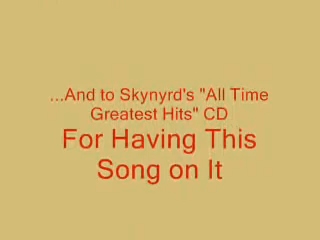 ...And to Skynyrd's "All Time
Greatest Hits" CD
For Having This
Song on It